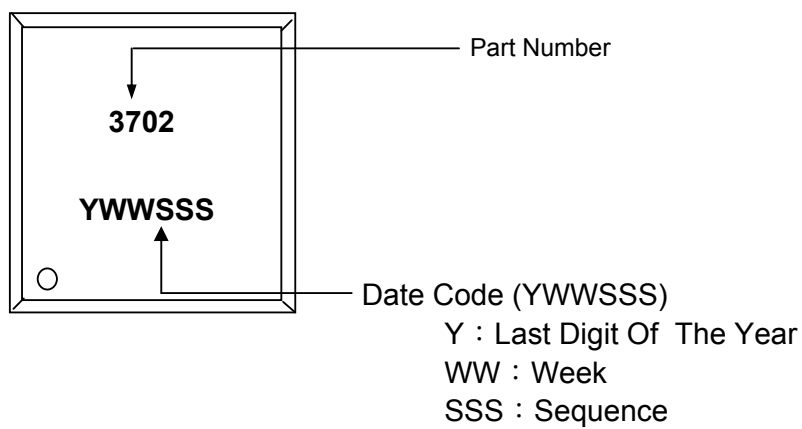 Part Number
3702
YWWSSS
Date Code (YWWSSS)
Y：Last Digit Of The Year
WW：Week
SSS：Sequence